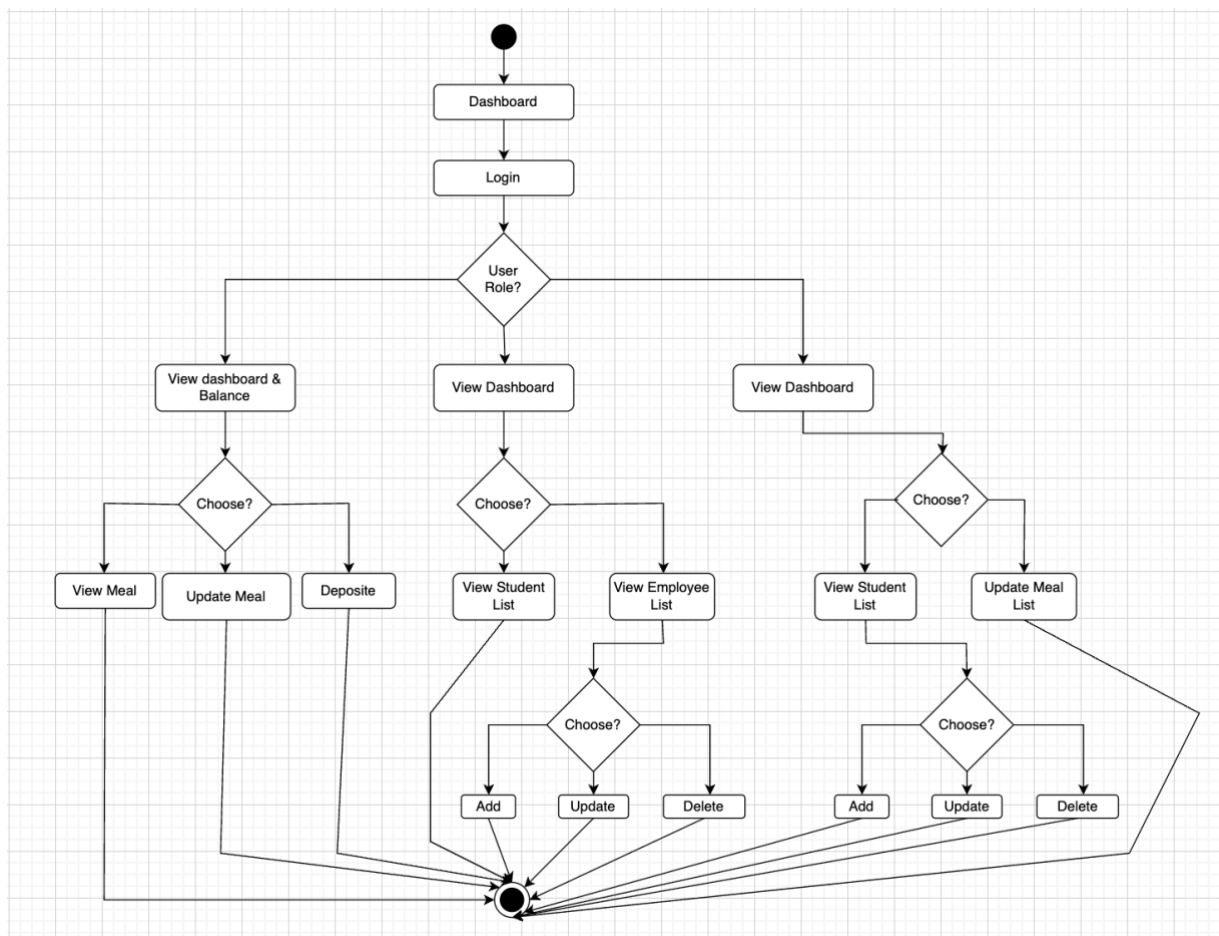 Dashboard
Login
User
Role?
View dashboard &
Balance
View Dashboard
View Dashboard
Choose?
Choose?
Choose?
View Meal
Update Meal
Deposite
View Student
List
View Employee
List
View Student
List
Update Meal
List
Choose?
Choose?
Add
Update
Delete
Add
Update
Delete